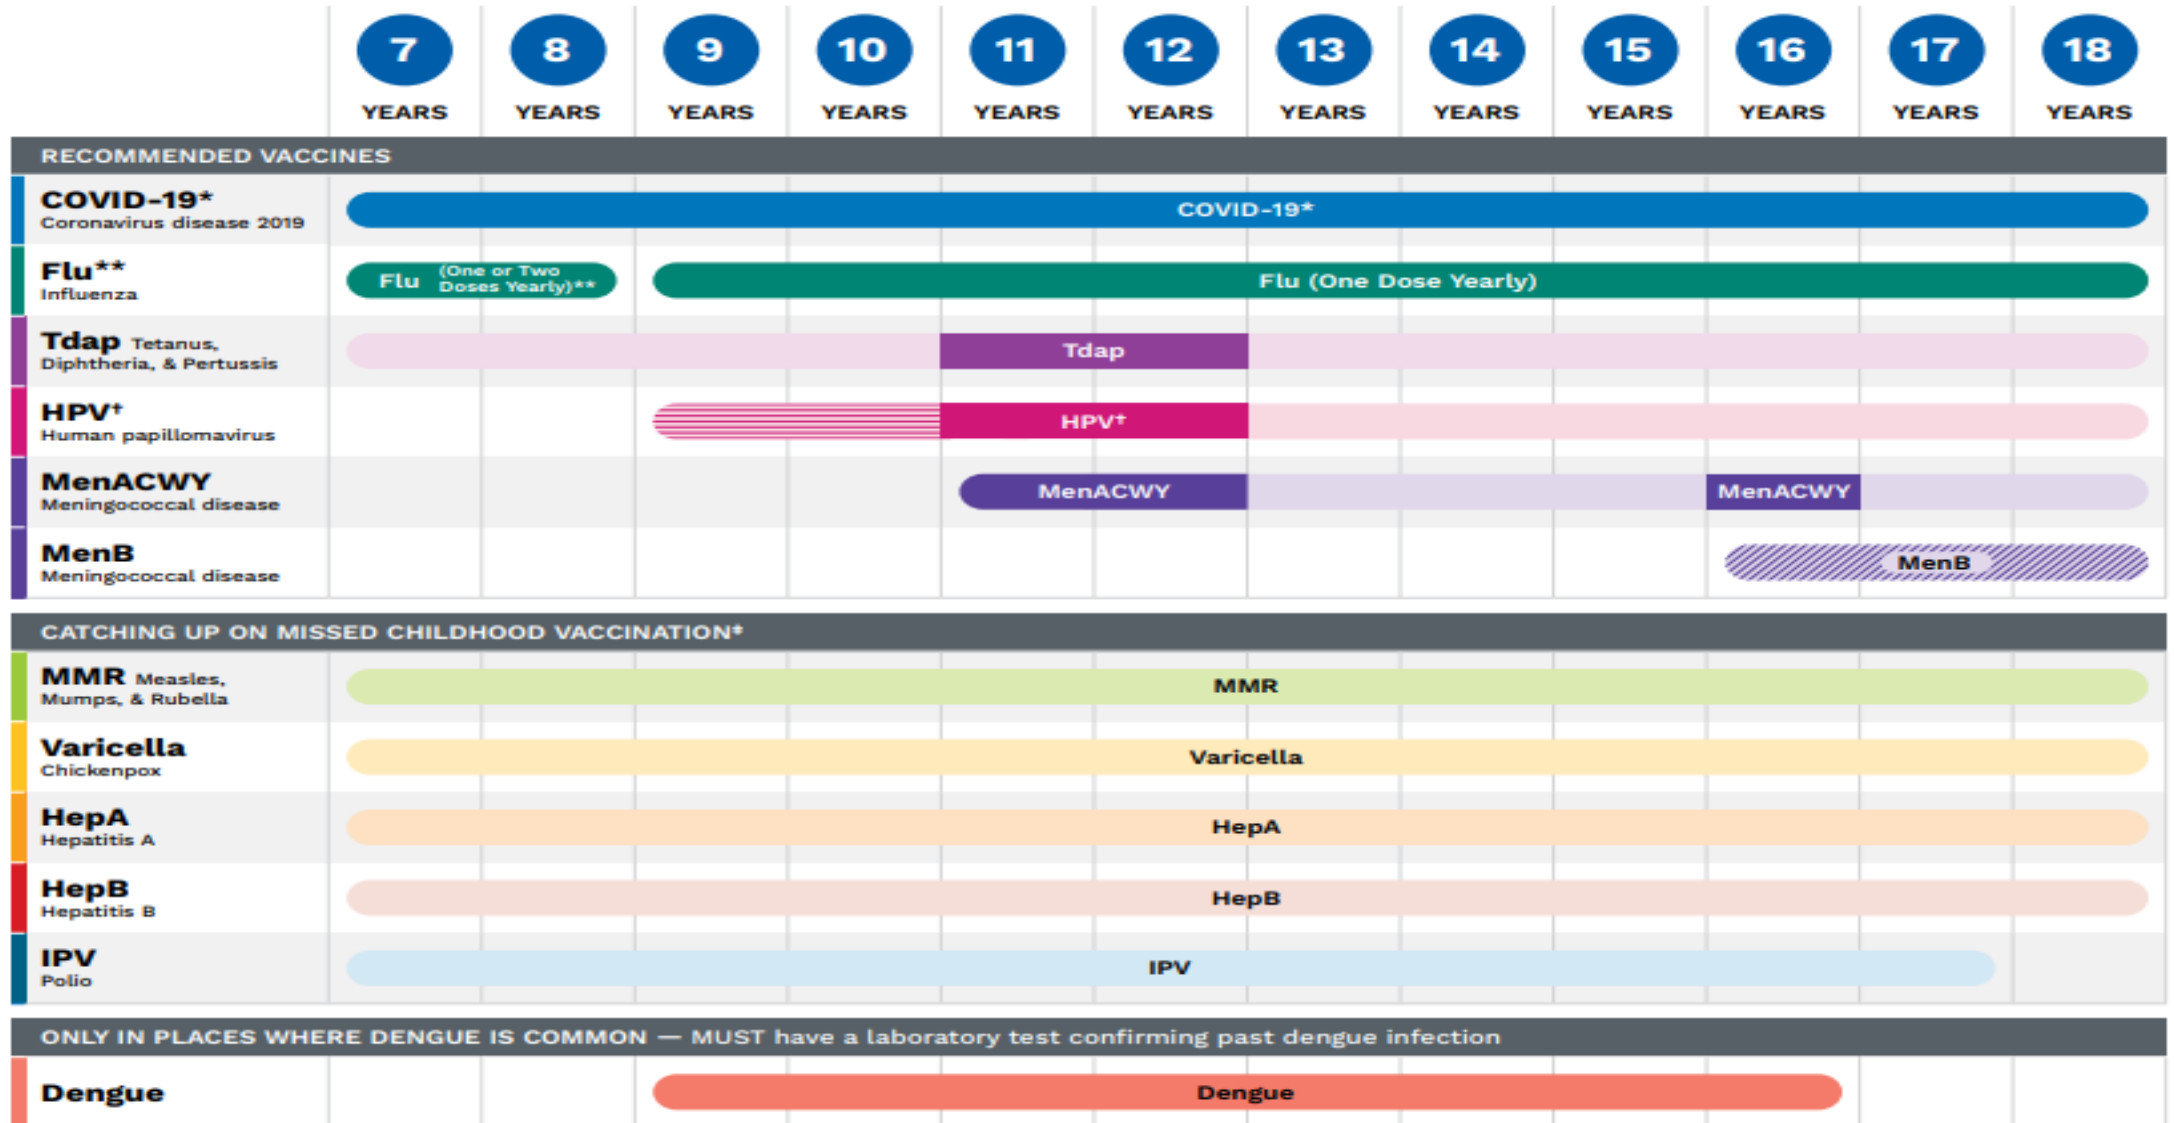 7 8 9 10 11 12 13 14 15 16 17 18
YEARS YEARS YEARS YEARS YEARS YEARS YEARS YEARS YEARS YEARS YEARS YEARS
RECOMMENDED VACCINES
COVID-19*
Coronavirus disease 2019
COVID-19*
Flu**
Influenza
Flu (One or Two
Doses Yearly)**
Flu (One Dose Yearly)
Tdap Tetanus,
Diphtheria, & Pertussis
Tdap
HPV†
Human papillomavirus
HPV†
MenACWY
Meningococcal disease
MenACWY
MenACWY
MenB
Meningococcal disease
MenB
CATCHING UP ON MISSED CHILDHOOD VACCINATION‡
MMR Measles,
Mumps, & Rubella
MMR
Varicella
Chickenpox
Varicella
HepA
Hepatitis A
HepA
HepB
Hepatitis B
HepB
IPV
Polio
IPV
ONLY IN PLACES WHERE DENGUE IS COMMON — MUST have a laboratory test confirming past dengue infection
Dengue
Dengue